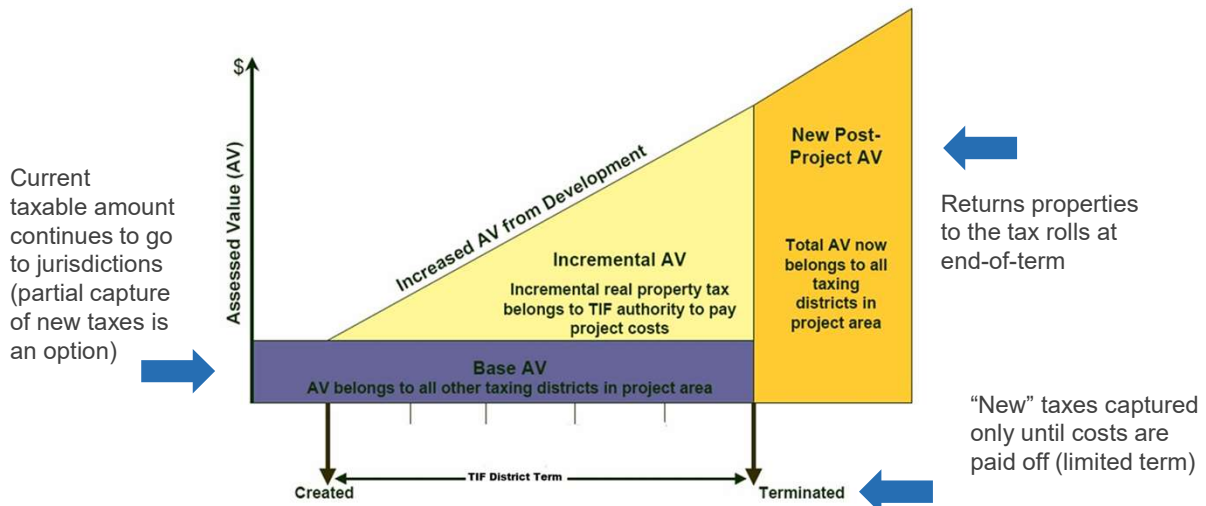 Current
taxable amount
continues to go
to jurisdictions
(partial capture
of new taxes is
an option)
$
Assessed Value (AV)
Increased AV from Development
Incremental AV
Incremental real property tax
belongs to TIF authority to pay
project costs
Base AV
AV belongs to all other taxing districts in project area
New Post-
Project AV
Total AV now
belongs to all
taxing
districts in
project area
Returns properties
to the tax rolls at
end-of-term
“New” taxes captured
only until costs are
paid off (limited term)
TIF District Term
Created
Terminated